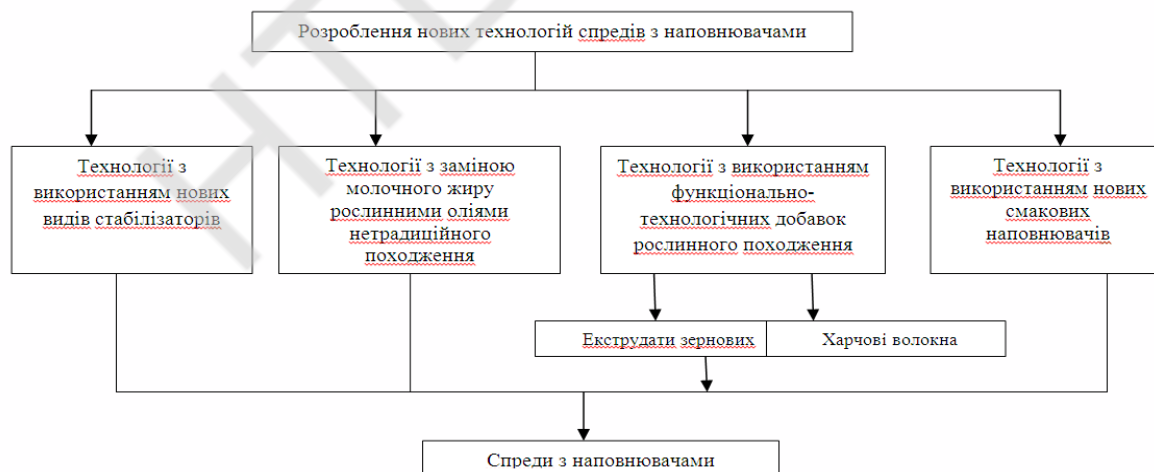 Розроблення нових технологій спредів з наповнювачами
Технології з
використанням нових
видів стабілізаторів
Технології з заміною
молочного жиру
рослинними оліями
нетрадиційного
походження
Технології з використанням
функціонально-
технологічних добавок
рослинного походження
Технології з
використанням нових
смакових
наповнювачів
Екструдати зернових
Харчові волокна
Спреди з наповнювачами